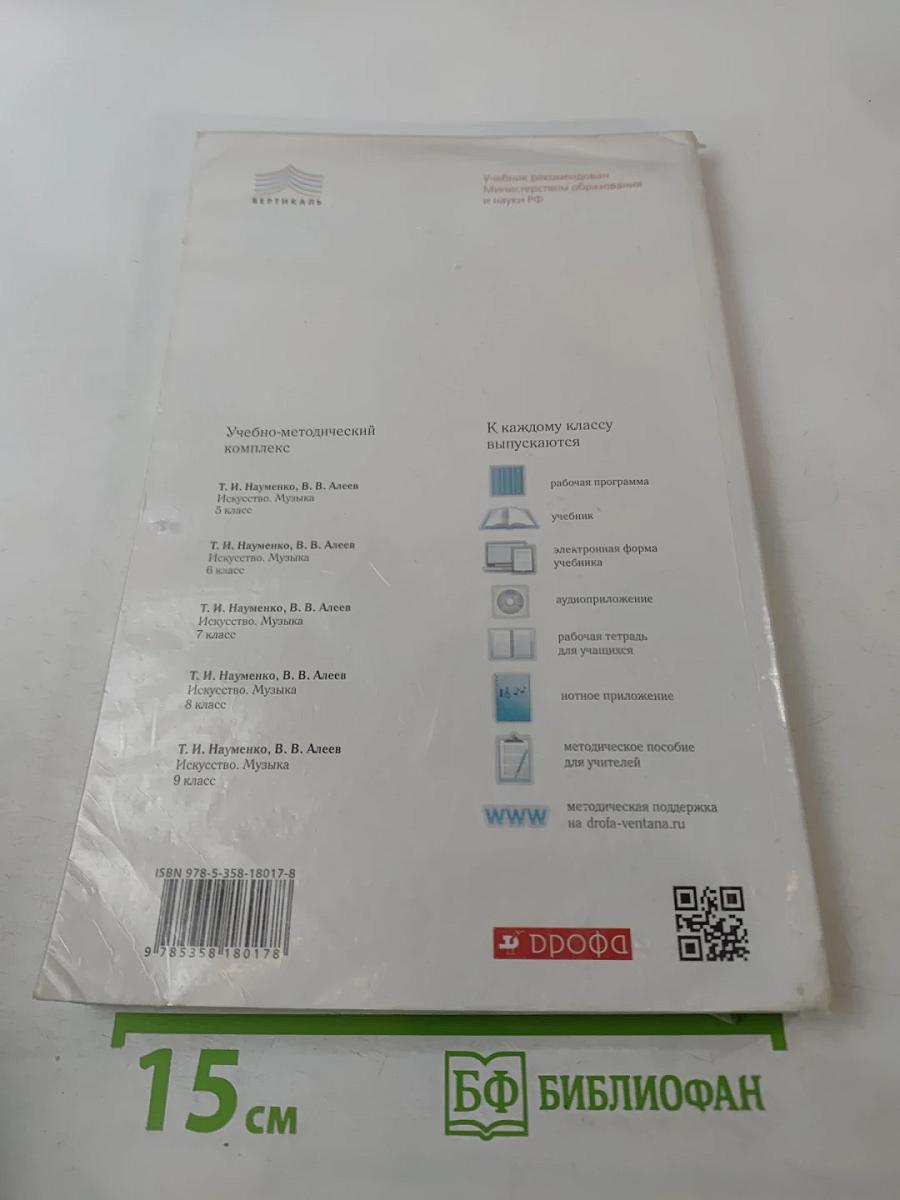 ВЕРТИКАЛЬ
Учебник рекомендован
Министерством образования
и науки РФ
Учебно-методический
комплекс
Т. И. Науменко, В. В. Алеев
Искусство. Музыка
5 класс
Т. И. Науменко, В. В. Алеев
Искусство. Музыка
6 класс
Т. И. Науменко, В. В. Алеев
Искусство. Музыка
7 класс
Т. И. Науменко, В. В. Алеев
Искусство. Музыка
8 класс
Т. И. Науменко, В. В. Алеев
Искусство. Музыка
9 класс
К каждому классу
выпускаются
рабочая программа
учебник
электронная форма
учебника
аудиоприложение
рабочая тетрадь
для учащихся
нотное приложение
методическое пособие
для учителей
www
методическая поддержка
на drofa-ventana.ru
ISBN 978-5-358-18017-8
9 785358 180178
ДРОФА
15 см
БФ БИБЛИОФАН